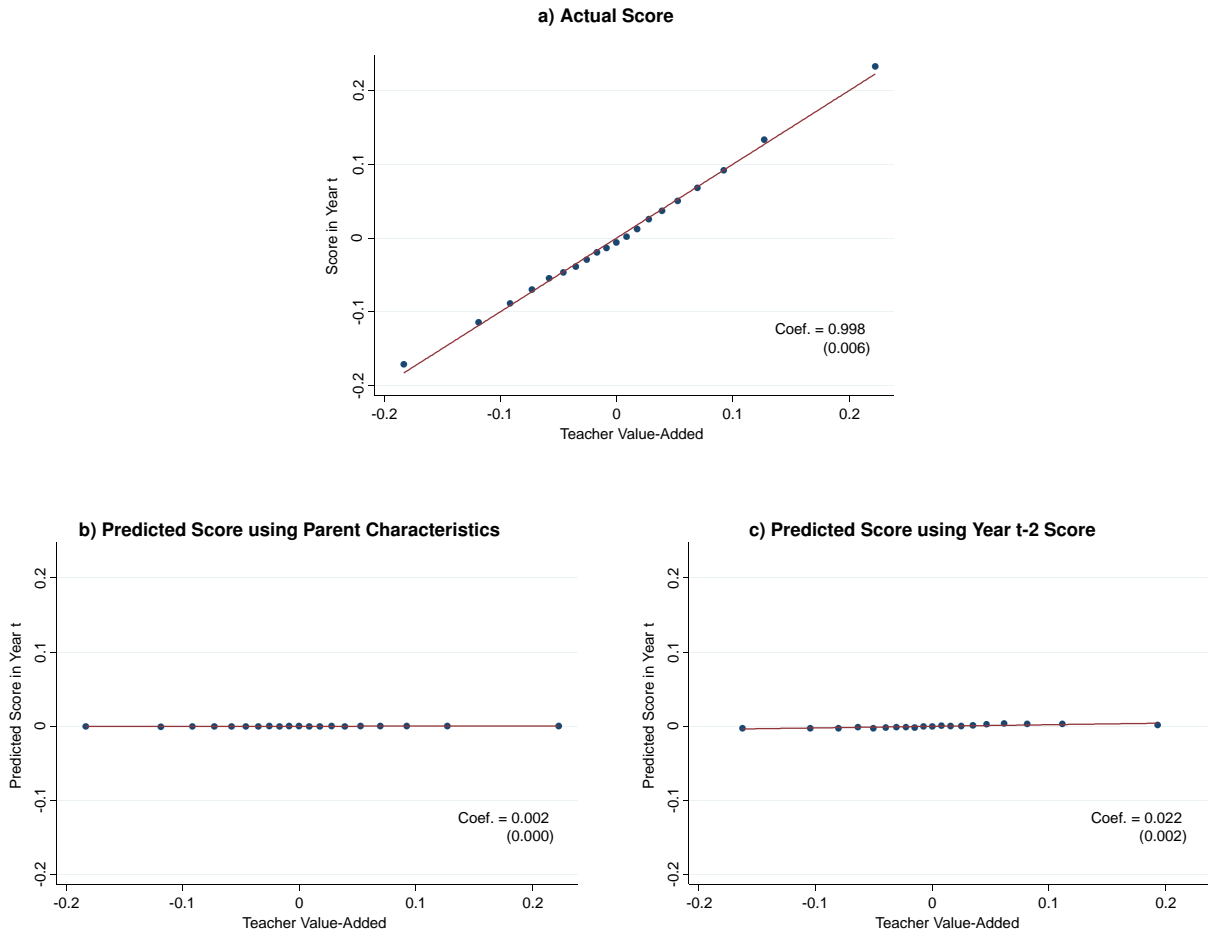 a) Actual Score
0.2
0.1
0
-0.1
-0.2
Score in Year t
Coef. = 0.998
(0.006)
-0.2 -0.1 0 0.1 0.2
Teacher Value-Added
b) Predicted Score using Parent Characteristics
0.2
0.1
0
-0.1
-0.2
Predicted Score in Year t
Coef. = 0.002
(0.000)
-0.2 -0.1 0 0.1 0.2
Teacher Value-Added
c) Predicted Score using Year t-2 Score
0.2
0.1
0
-0.1
-0.2
Predicted Score in Year t
Coef. = 0.022
(0.002)
-0.2 -0.1 0 0.1 0.2
Teacher Value-Added